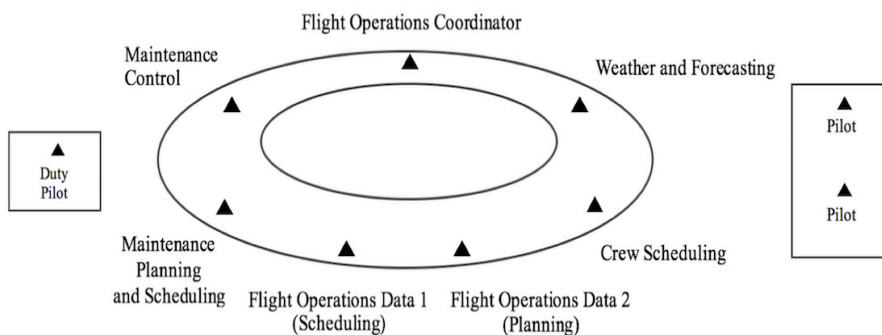 Flight Operations Coordinator
Maintenance
Control
Weather and Forecasting
Duty
Pilot
Pilot
Pilot
Maintenance
Planning
and Scheduling
Flight Operations Data 1
(Scheduling)
Flight Operations Data 2
(Planning)
Crew Scheduling